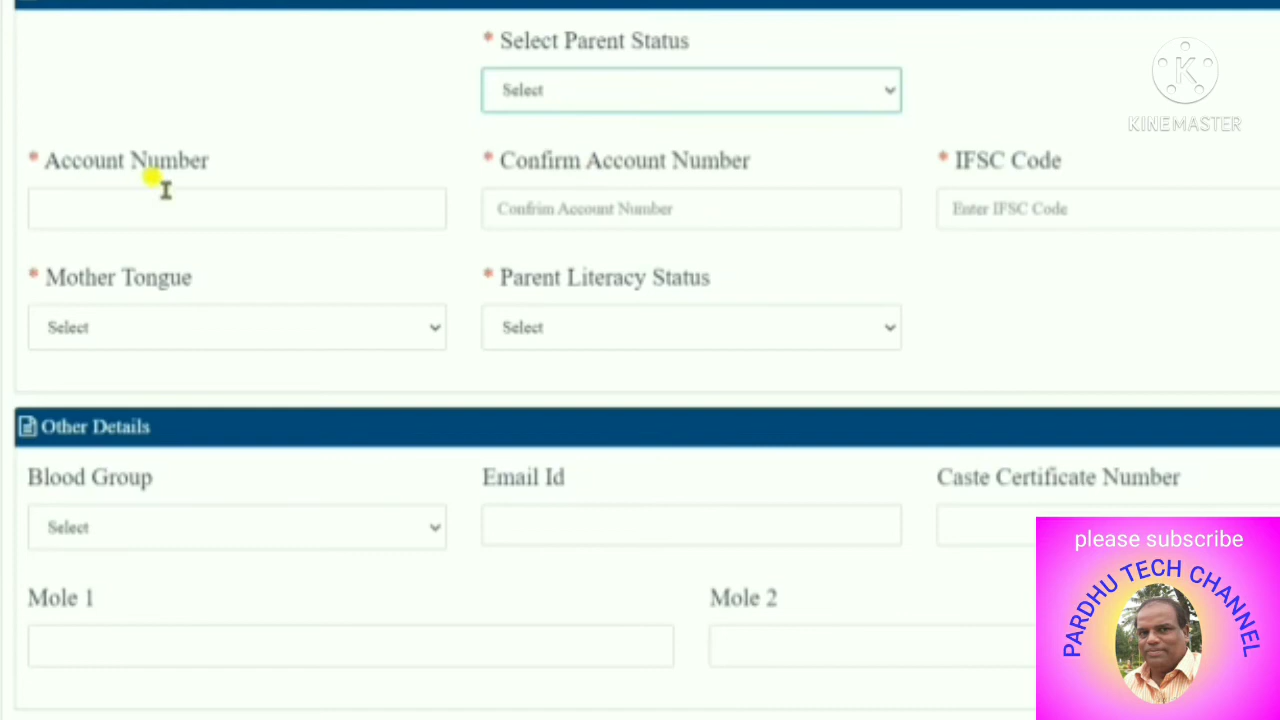 * Select Parent Status
Select
K
KINEMASTER
* Account Number
* Confirm Account Number
* IFSC Code
Confrim Account Number
Enter IFSC Code
* Mother Tongue
* Parent Literacy Status
Select
Select
Other Details
Blood Group
Email Id
Caste Certificate Number
Select
please subscribe
PARDHU TECH CHANNEL
Mole 1
Mole 2